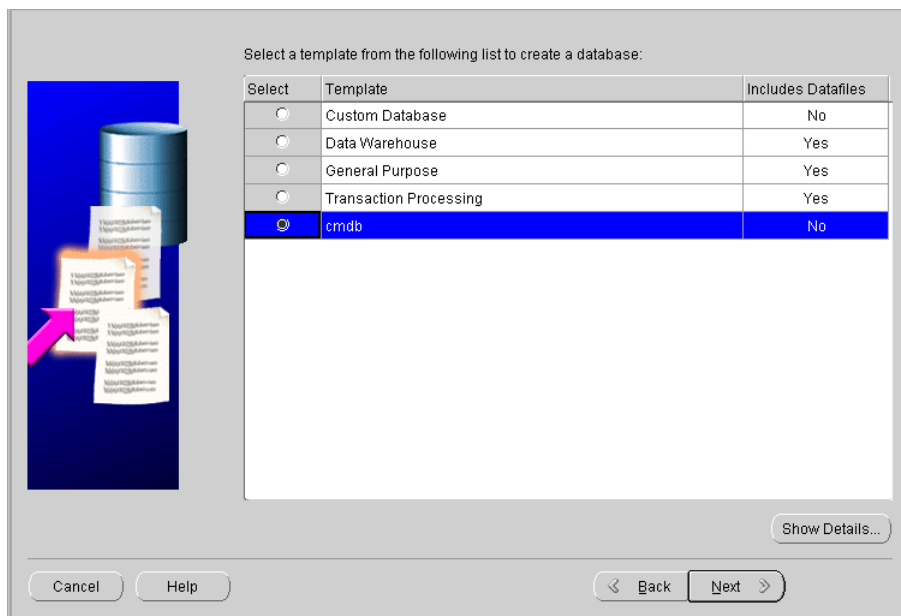 Select a template from the following list to create a database:
Select Template Includes Datafiles
Custom Database No
Data Warehouse Yes
General Purpose Yes
Transaction Processing Yes
cmdb No
Show Details...
Cancel Help Back Next